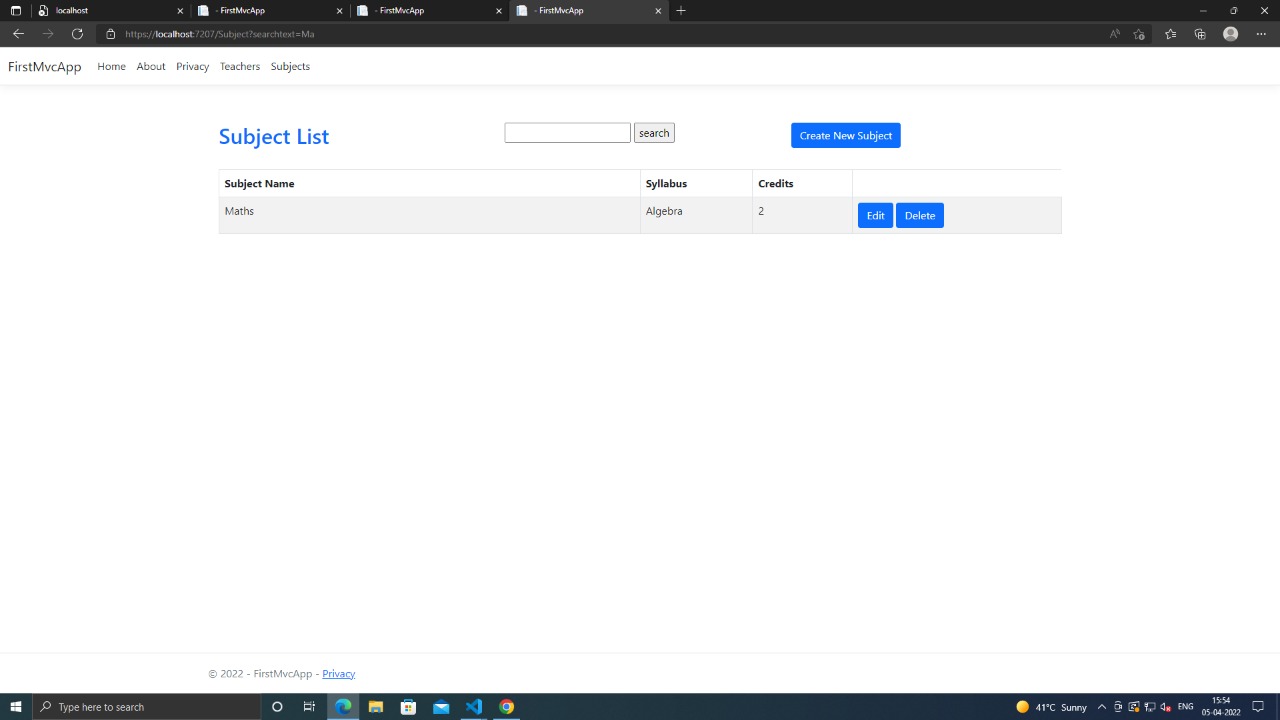 localhost
- FirstMvcApp
- FirstMvcApp
- FirstMvcApp
https://localhost:7207/Subject?searchtext=Ma
FirstMvcApp Home About Privacy Teachers Subjects
Subject List search Create New Subject
Subject Name Syllabus Credits
Maths Algebra 2 Edit Delete
© 2022 - FirstMvcApp - Privacy
Type here to search
41°C Sunny
ENG
15:54
05-04-2022